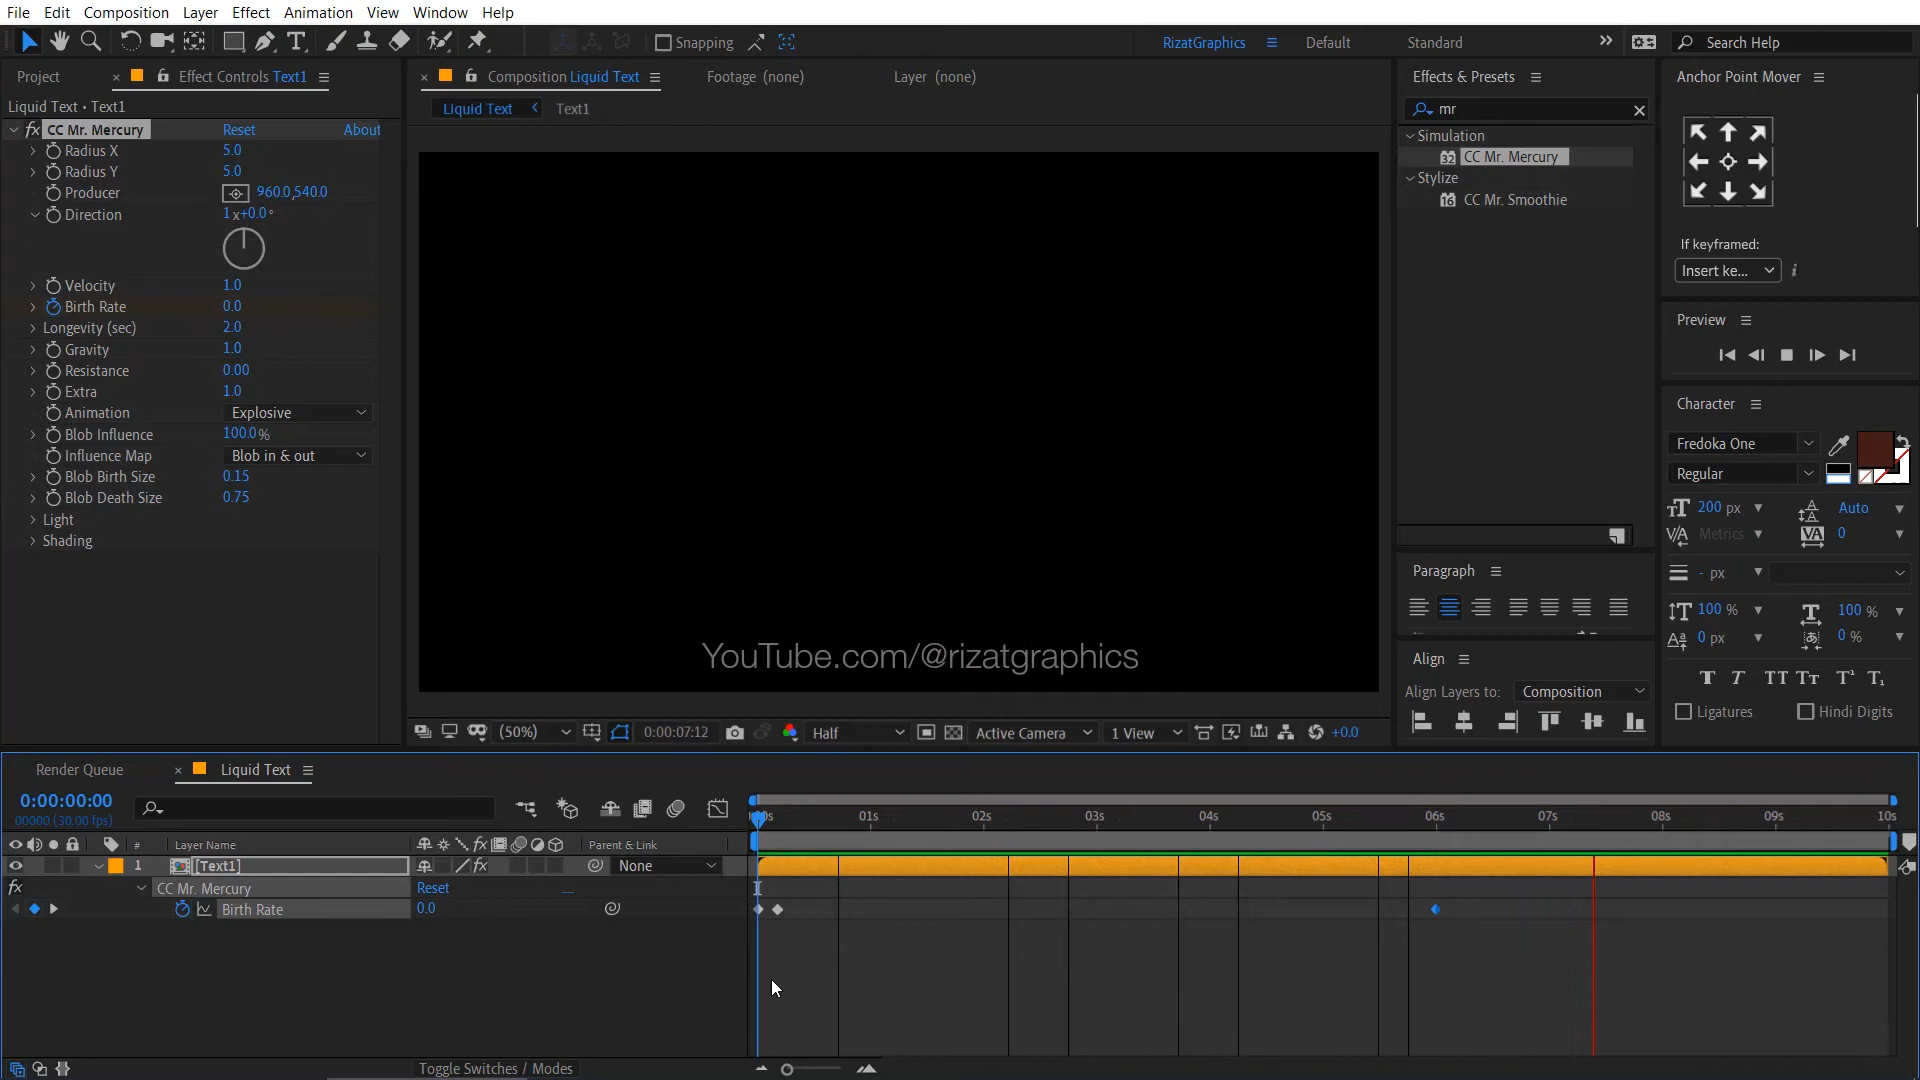 File Edit Composition Layer Effect Animation View Window Help
Snapping RizatGraphics Default Standard Search Help
Project Effect Controls Text1
Liquid Text • Text1
CC Mr. Mercury Reset About
Radius X 5.0
Radius Y 5.0
Producer 960.0,540.0
Direction 1x+0.0°
Velocity 1.0
Birth Rate 0.0
Longevity (sec) 2.0
Gravity 1.0
Resistance 0.00
Extra 1.0
Animation Explosive
Blob Influence 100.0%
Influence Map Blob in & out
Blob Birth Size 0.15
Blob Death Size 0.75
Light
Shading
Composition Liquid Text Footage (none) Layer (none)
Liquid Text Text1
YouTube.com/@rizatgraphics
(50%) 0:00:07:12 Half Active Camera 1 View +0.0
Effects & Presets
mr
Simulation
32 CC Mr. Mercury
Stylize
16 CC Mr. Smoothie
Paragraph
Align
Align Layers to: Composition
Anchor Point Mover
If keyframed:
Insert ke... i
Preview
Character
Fredoka One
Regular
200 px Auto
Metrics 0
- px
100 % 100 %
0 px 0 %
T T TT Tt T¹ T₁
Ligatures Hindi Digits
Render Queue Liquid Text
0:00:00:00
00000 (30.00 fps)
01s 02s 03s 04s 05s 06s 07s 08s 09s 10s
# Layer Name Parent & Link
1 [Text1] None
fx CC Mr. Mercury Reset ....
Birth Rate 0.0
Toggle Switches / Modes